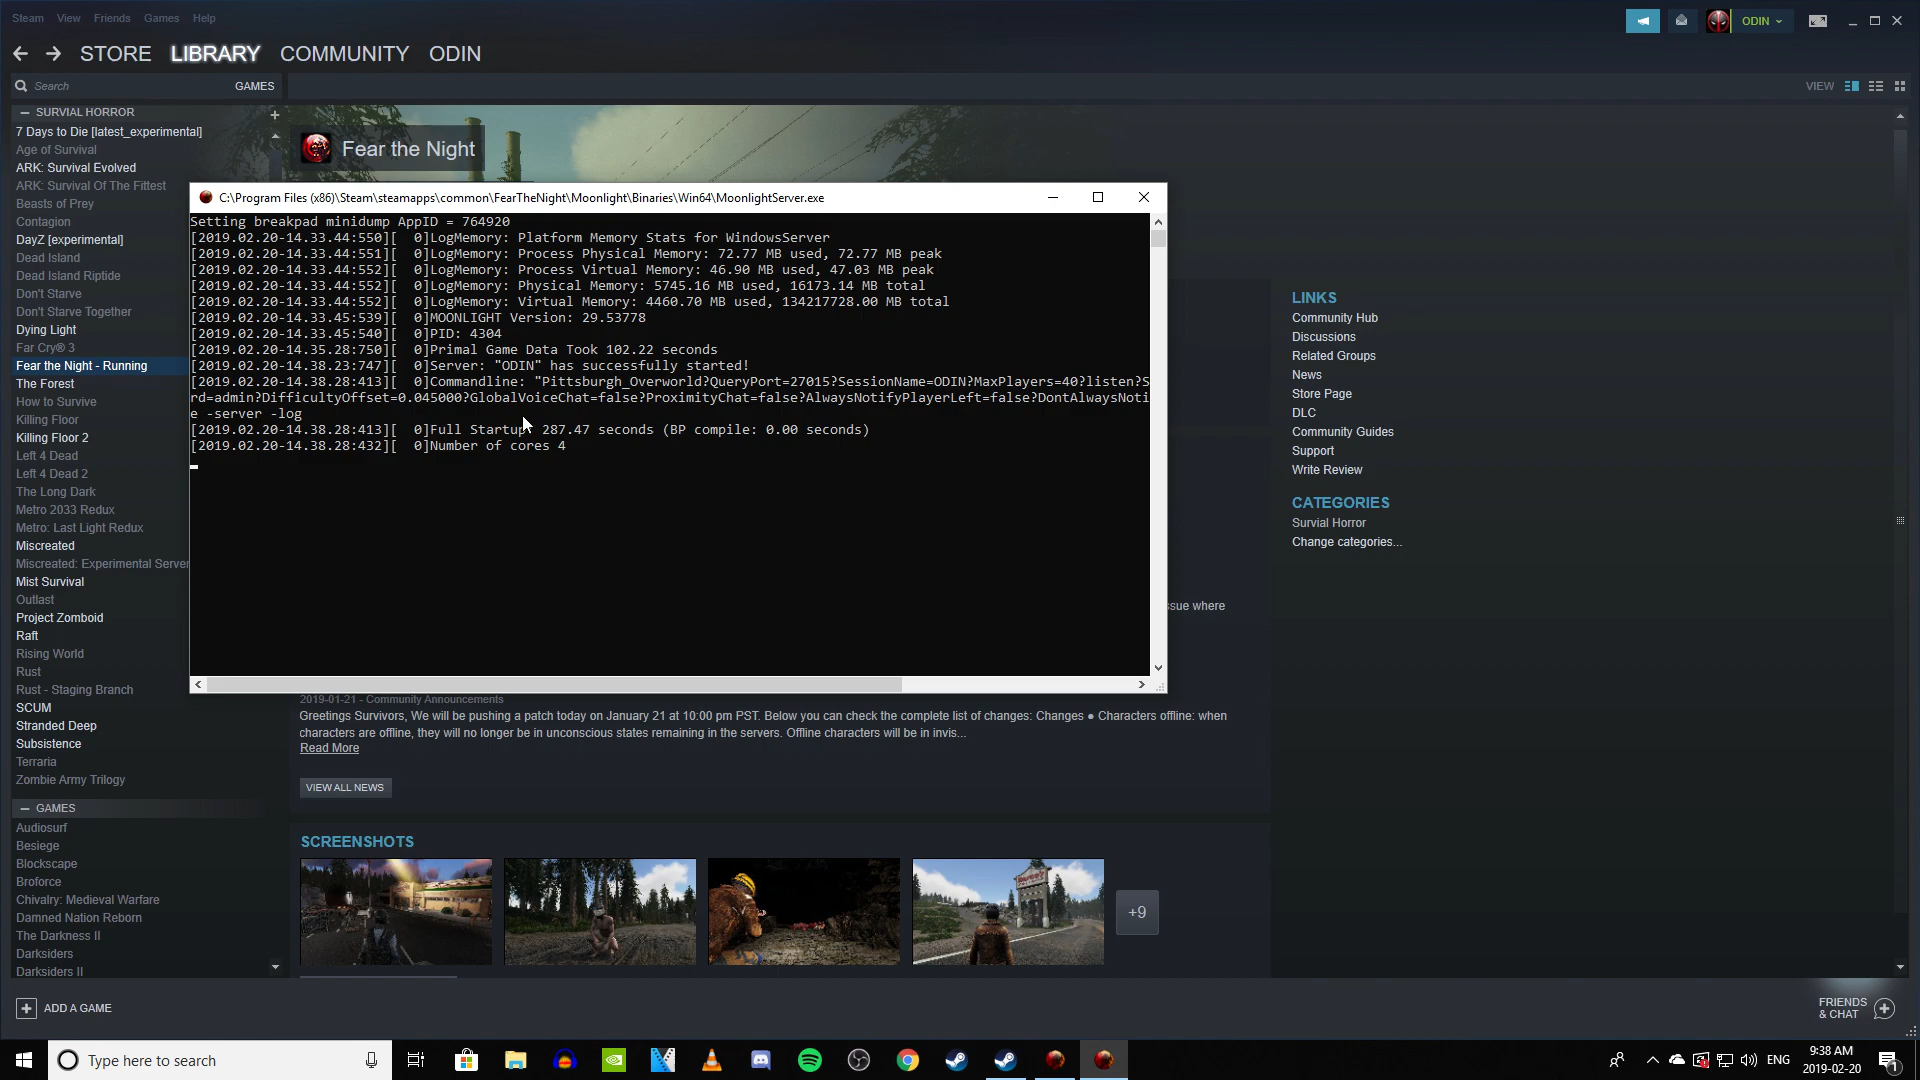 Steam View Friends Games Help
ODIN
STORE LIBRARY COMMUNITY ODIN
Search GAMES
VIEW
— SURVIAL HORROR +
7 Days to Die [latest_experimental]
Age of Survival
ARK: Survival Evolved
ARK: Survival Of The Fittest
Beasts of Prey
Contagion
DayZ [experimental]
Dead Island
Dead Island Riptide
Don't Starve
Don't Starve Together
Dying Light
Far Cry® 3
Fear the Night - Running
The Forest
How to Survive
Killing Floor
Killing Floor 2
Left 4 Dead
Left 4 Dead 2
The Long Dark
Metro 2033 Redux
Metro: Last Light Redux
Miscreated
Miscreated: Experimental Server
Mist Survival
Outlast
Project Zomboid
Raft
Rising World
Rust
Rust - Staging Branch
SCUM
Stranded Deep
Subsistence
Terraria
Zombie Army Trilogy
— GAMES
Audiosurf
Besiege
Blockscape
Broforce
Chivalry: Medieval Warfare
Damned Nation Reborn
The Darkness II
Darksiders
Darksiders II
+ ADD A GAME
Fear the Night
C:\Program Files (x86)\Steam\steamapps\common\FearTheNight\Moonlight\Binaries\Win64\MoonlightServer.exe
Setting breakpad minidump AppID = 764920
[2019.02.20-14.33.44:550][  0]LogMemory: Platform Memory Stats for WindowsServer
[2019.02.20-14.33.44:551][  0]LogMemory: Process Physical Memory: 72.77 MB used, 72.77 MB peak
[2019.02.20-14.33.44:552][  0]LogMemory: Process Virtual Memory: 46.90 MB used, 47.03 MB peak
[2019.02.20-14.33.44:552][  0]LogMemory: Physical Memory: 5745.16 MB used, 16173.14 MB total
[2019.02.20-14.33.44:552][  0]LogMemory: Virtual Memory: 4460.70 MB used, 134217728.00 MB total
[2019.02.20-14.33.45:539][  0]MOONLIGHT Version: 29.53778
[2019.02.20-14.33.45:540][  0]PID: 4304
[2019.02.20-14.35.28:750][  0]Primal Game Data Took 102.22 seconds
[2019.02.20-14.38.23:747][  0]Server: "ODIN" has successfully started!
[2019.02.20-14.38.28:413][  0]Commandline: "Pittsburgh_Overworld?QueryPort=27015?SessionName=ODIN?MaxPlayers=40?listen?S
rd=admin?DifficultyOffset=0.045000?GlobalVoiceChat=false?ProximityChat=false?AlwaysNotifyPlayerLeft=false?DontAlwaysNoti
e -server -log
[2019.02.20-14.38.28:413][  0]Full Startup: 287.47 seconds (BP compile: 0.00 seconds)
[2019.02.20-14.38.28:432][  0]Number of cores 4
ssue where
2019-01-21 - Community Announcements
Greetings Survivors, We will be pushing a patch today on January 21 at 10:00 pm PST. Below you can check the complete list of changes: Changes ● Characters offline: when
characters are offline, they will no longer be in unconscious states remaining in the servers. Offline characters will be in invis...
Read More
VIEW ALL NEWS
SCREENSHOTS
+9
LINKS
Community Hub
Discussions
Related Groups
News
Store Page
DLC
Community Guides
Support
Write Review
CATEGORIES
Survial Horror
Change categories...
FRIENDS
& CHAT
Type here to search
ENG
9:38 AM
2019-02-20
1